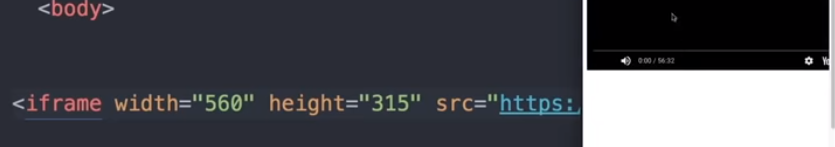 <body>
0:00 / 56:32
<iframe width="560" height="315" src="https: